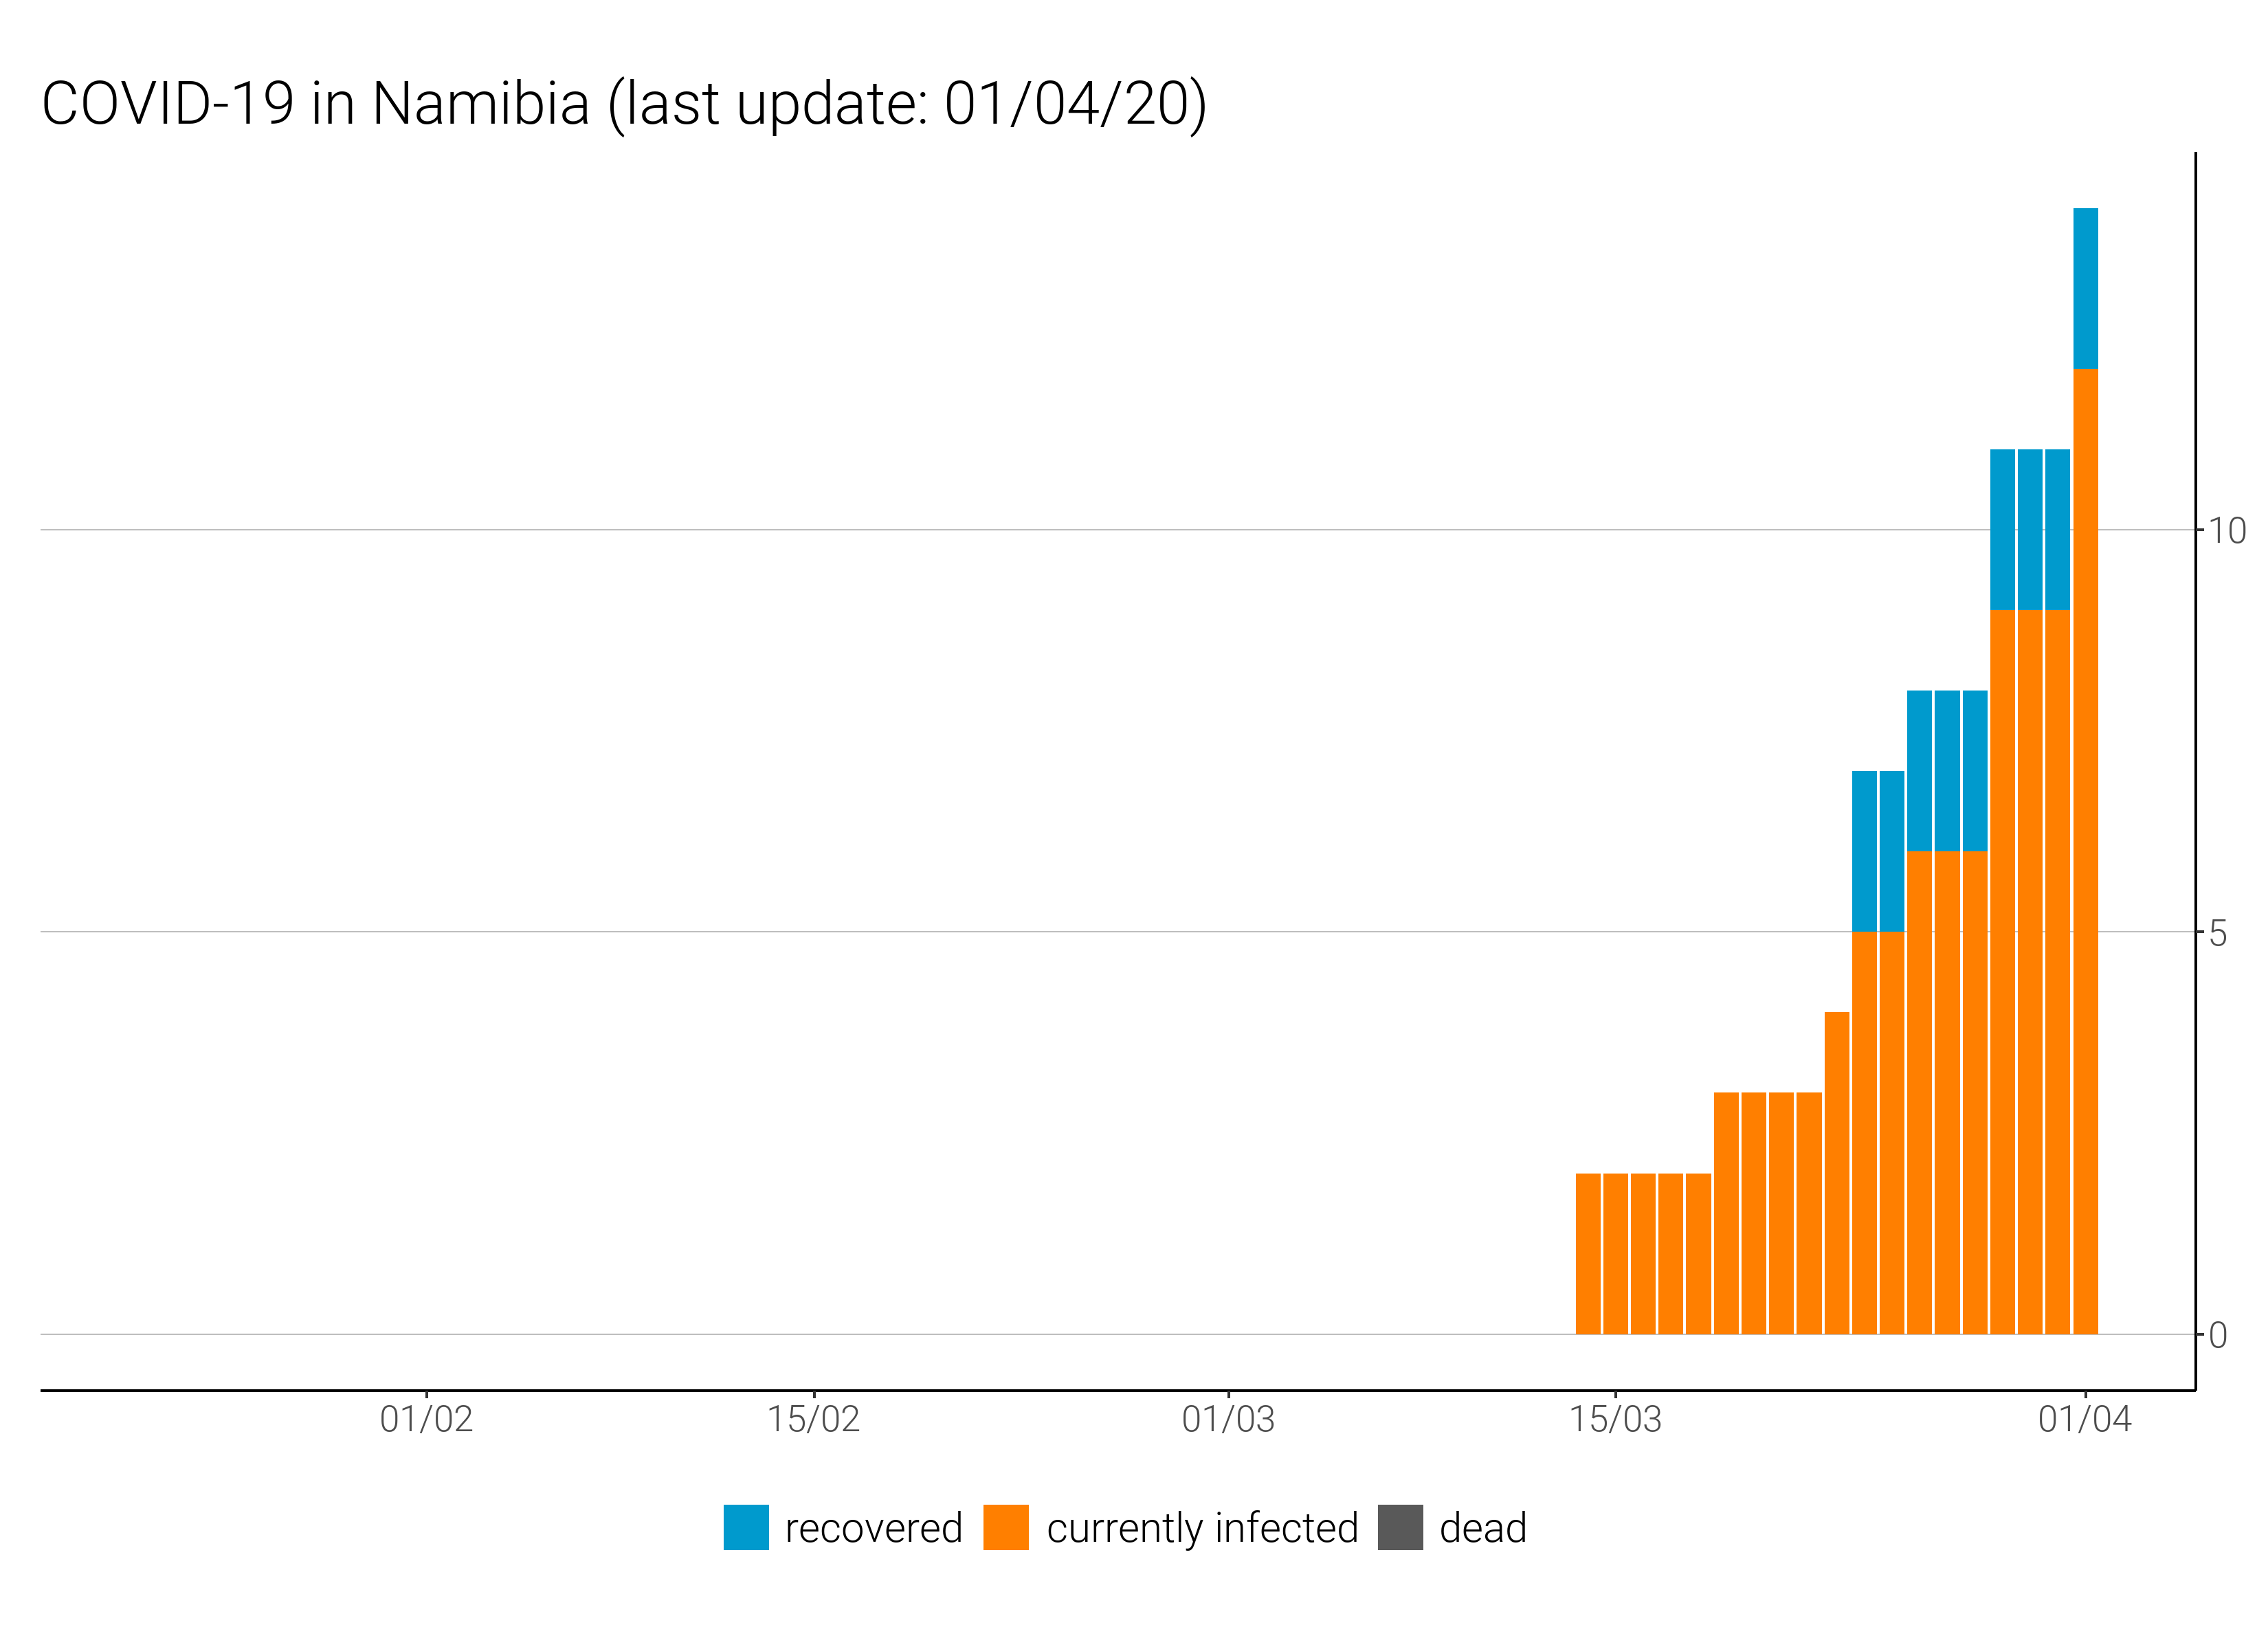 COVID-19 in Namibia (last update: 01/04/20)
10
5
0
01/02 15/02 01/03 15/03 01/04
recovered currently infected dead